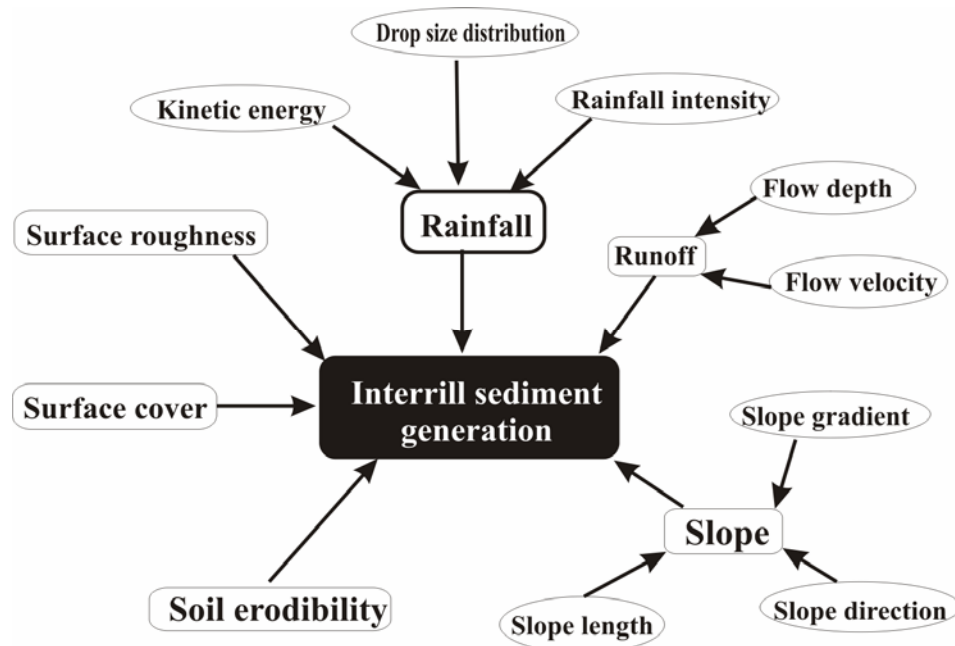 Drop size distribution
Kinetic energy
Rainfall intensity
Rainfall
Flow depth
Surface roughness
Runoff
Flow velocity
Interrill sediment
generation
Surface cover
Slope gradient
Slope
Soil erodibility
Slope length
Slope direction